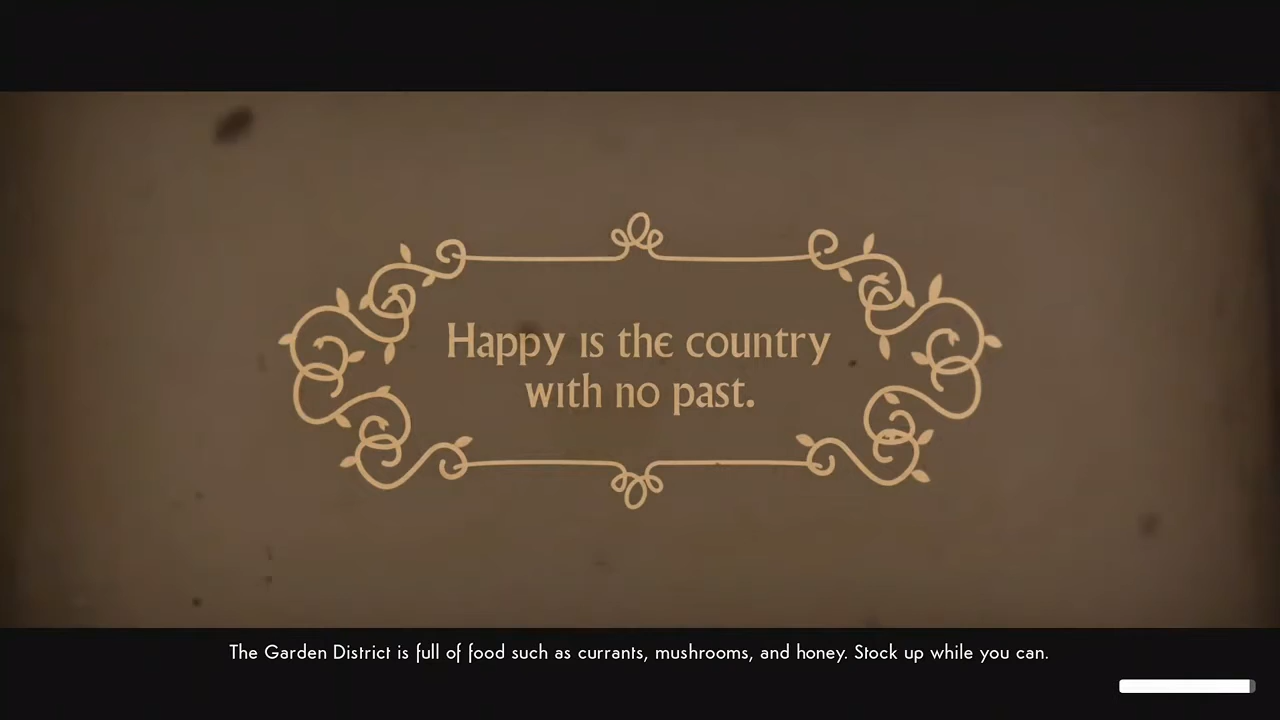 Happy is the country
with no past.
The Garden District is full of food such as currants, mushrooms, and honey. Stock up while you can.